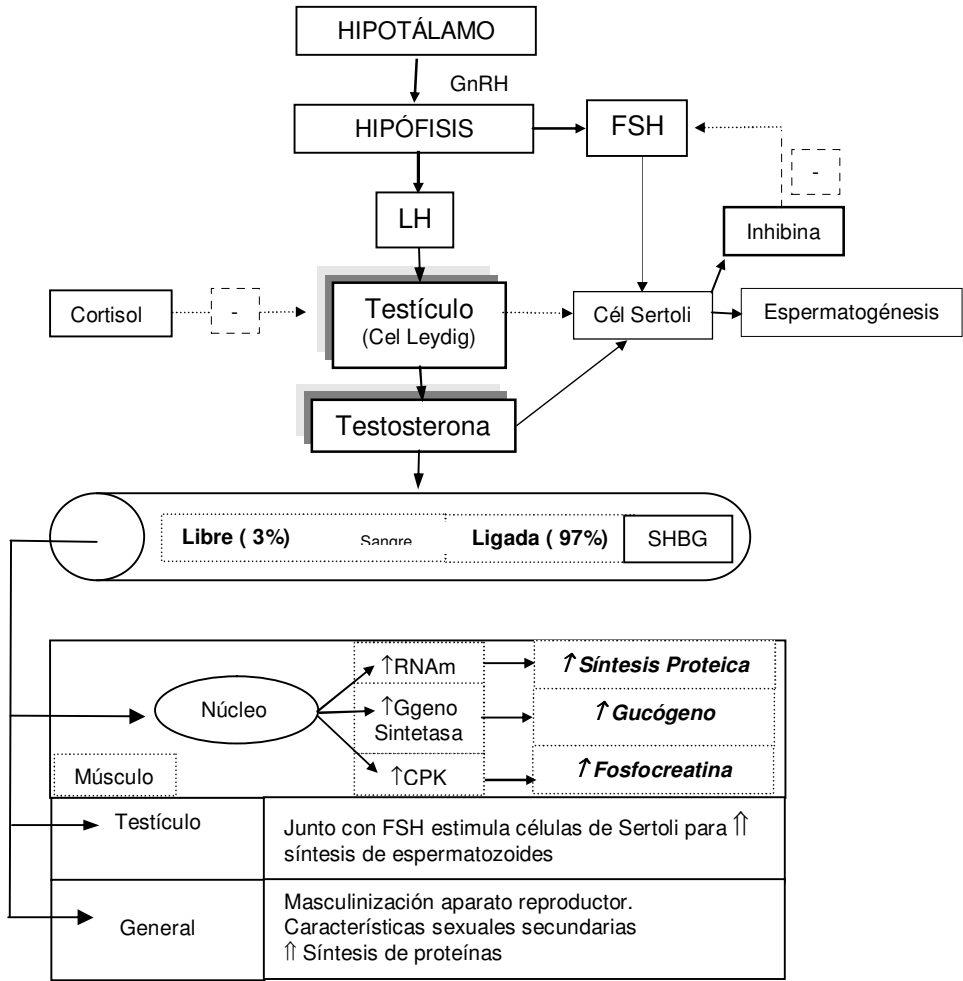 HIPOTÁLAMO
GnRH
HIPÓFISIS
FSH
-
LH
Inhibina
Cortisol
-
Testículo
(Cel Leydig)
Cél Sertoli
Espermatogénesis
Testosterona
Libre ( 3%)
Sangre
Ligada ( 97%)
SHBG
Núcleo
↑RNAm
↑Síntesis Proteica
↑Ggeno
Sintetasa
↑Gucógeno
↑CPK
↑Fosfocreatina
Músculo
Testículo
Junto con FSH estimula células de Sertoli para ⇑
síntesis de espermatozoides
General
Masculinización aparato reproductor.
Características sexuales secundarias
⇑ Síntesis de proteínas